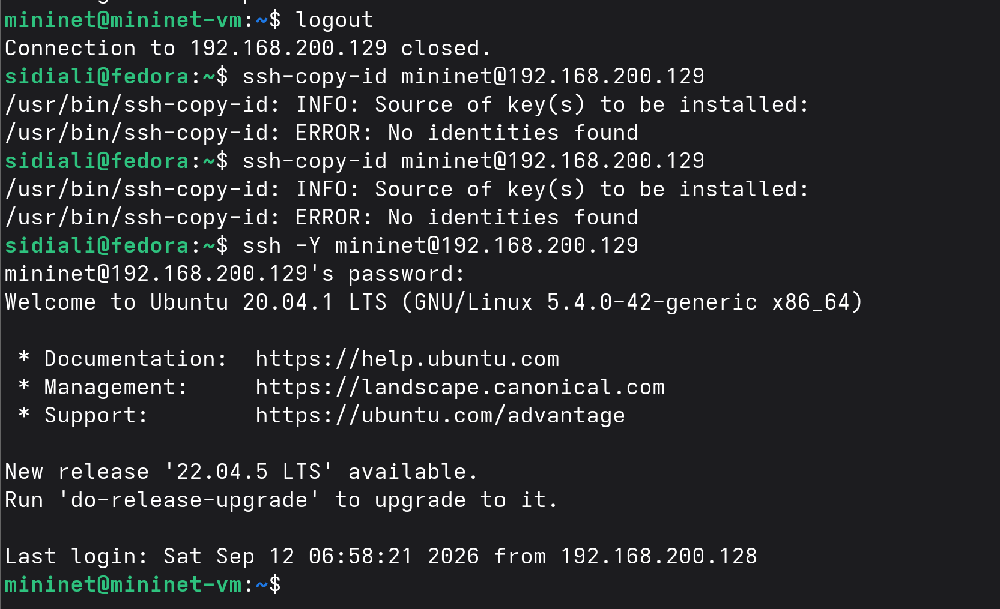 mininet@mininet-vm:~$ logout
Connection to 192.168.200.129 closed.
sidiali@fedora:~$ ssh-copy-id mininet@192.168.200.129
/usr/bin/ssh-copy-id: INFO: Source of key(s) to be installed:
/usr/bin/ssh-copy-id: ERROR: No identities found
sidiali@fedora:~$ ssh-copy-id mininet@192.168.200.129
/usr/bin/ssh-copy-id: INFO: Source of key(s) to be installed:
/usr/bin/ssh-copy-id: ERROR: No identities found
sidiali@fedora:~$ ssh -Y mininet@192.168.200.129
mininet@192.168.200.129's password:
Welcome to Ubuntu 20.04.1 LTS (GNU/Linux 5.4.0-42-generic x86_64)
 * Documentation:  https://help.ubuntu.com
 * Management:     https://landscape.canonical.com
 * Support:        https://ubuntu.com/advantage
New release '22.04.5 LTS' available.
Run 'do-release-upgrade' to upgrade to it.
Last login: Sat Sep 12 06:58:21 2026 from 192.168.200.128
mininet@mininet-vm:~$